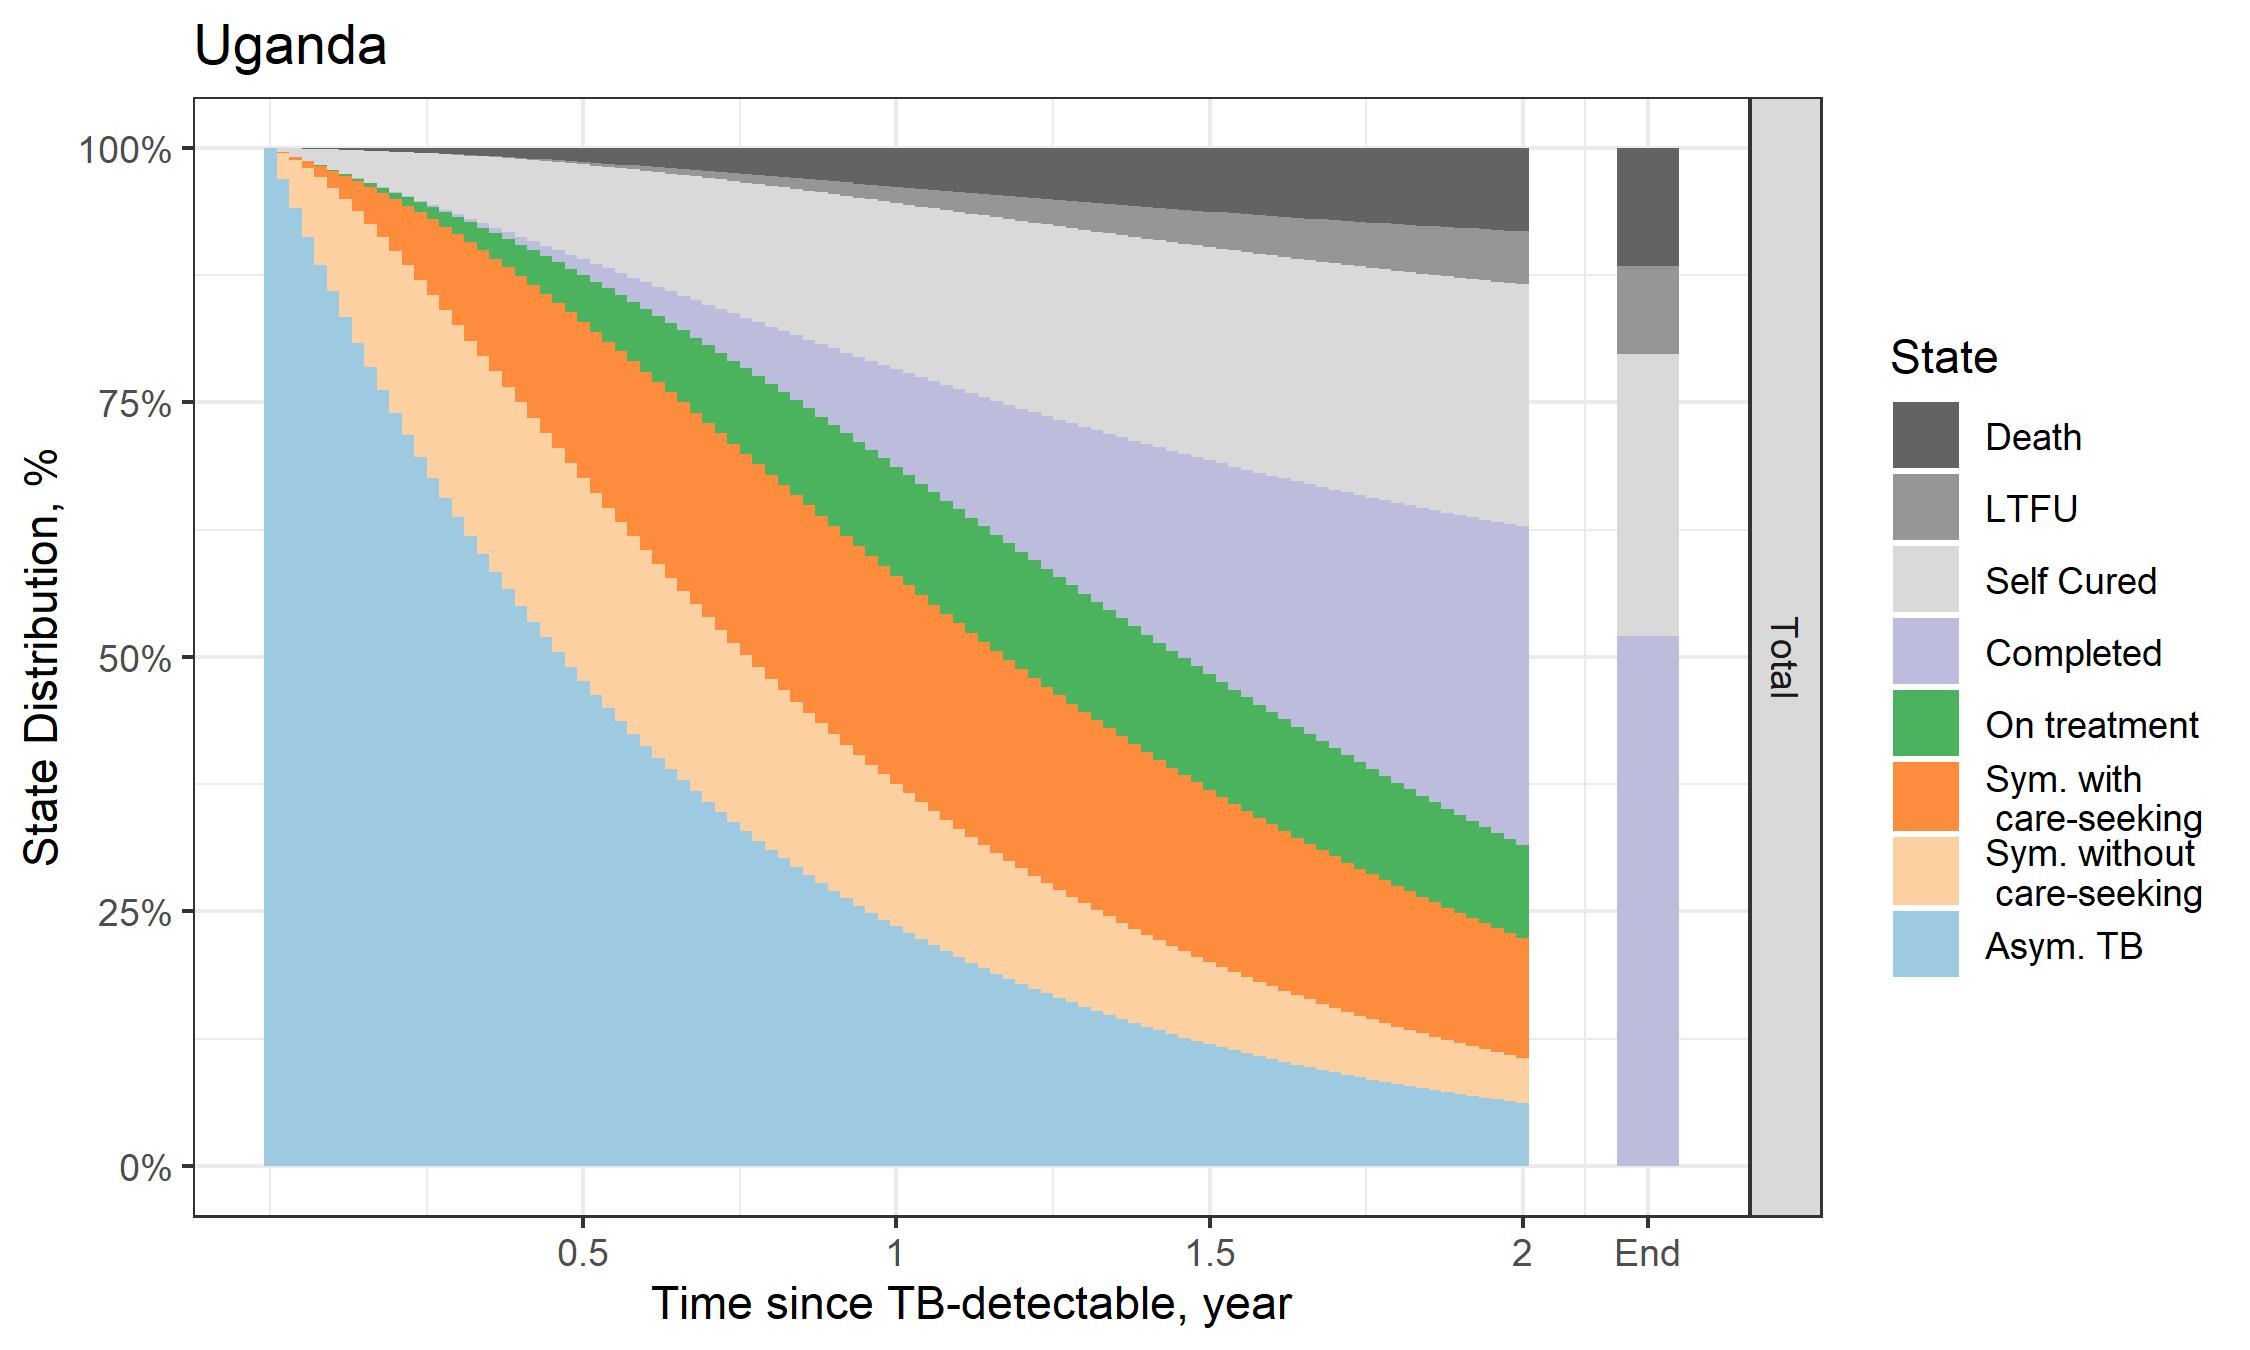 Uganda
100%
75%
50%
25%
0%
State Distribution, %
0.5
1
1.5
2
End
Time since TB-detectable, year
Total
State
Death
LTFU
Self Cured
Completed
On treatment
Sym. with
care-seeking
Sym. without
care-seeking
Asym. TB